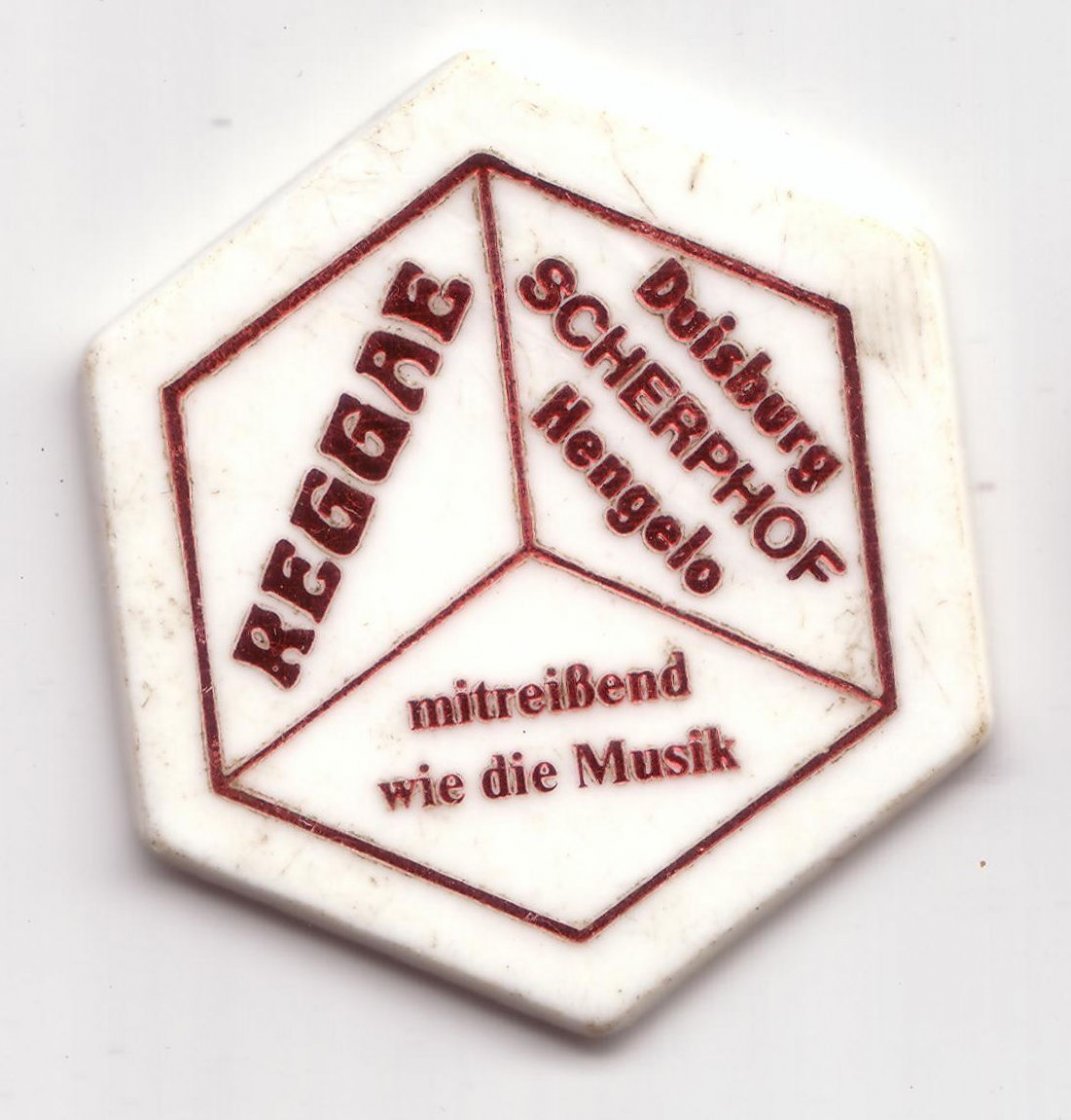 REGGAE
Duisburg
SCHERPHOF
Hengelo
mitreißend
wie die Musik